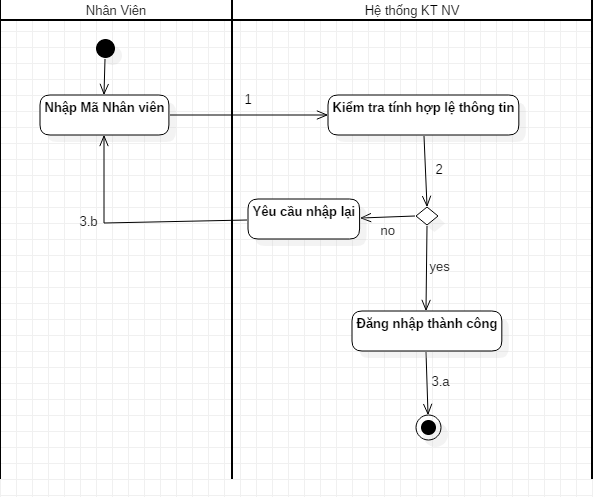 Nhân Viên
Hệ thống KT NV
Nhập Mã Nhân viên
1
Kiểm tra tính hợp lệ thông tin
2
Yêu cầu nhập lại
3.b
no
yes
Đăng nhập thành công
3.a